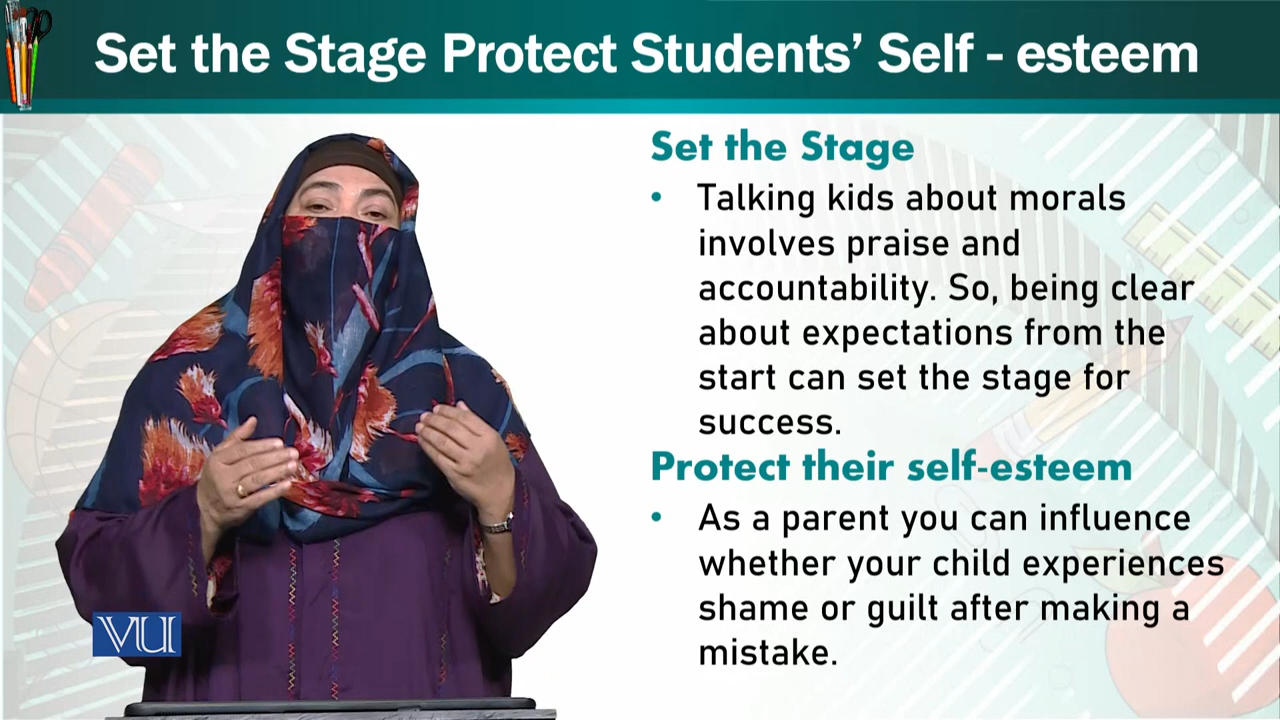 Set the Stage Protect Students’ Self - esteem
Set the Stage
• Talking kids about morals
involves praise and
accountability. So, being clear
about expectations from the
start can set the stage for
success.
Protect their self-esteem
• As a parent you can influence
whether your child experiences
shame or guilt after making a
mistake.
VU